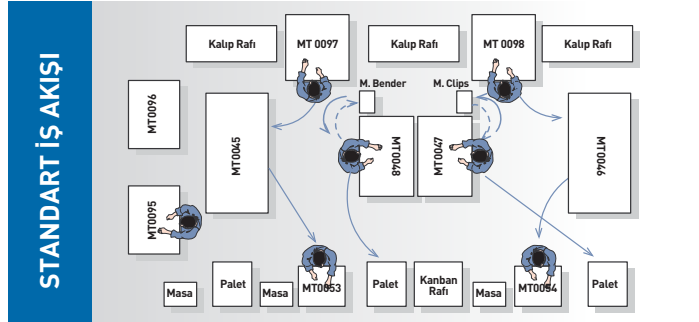 STANDART İŞ AKIŞI
Kalıp Rafı
MT 0097
Kalıp Rafı
MT 0098
Kalıp Rafı
M. Bender
M. Clips
MT0096
MT0045
MT0048
MT0047
MT0046
MT0095
Masa
Palet
Masa
MT0053
Palet
Kanban
Rafı
Masa
MT0054
Palet